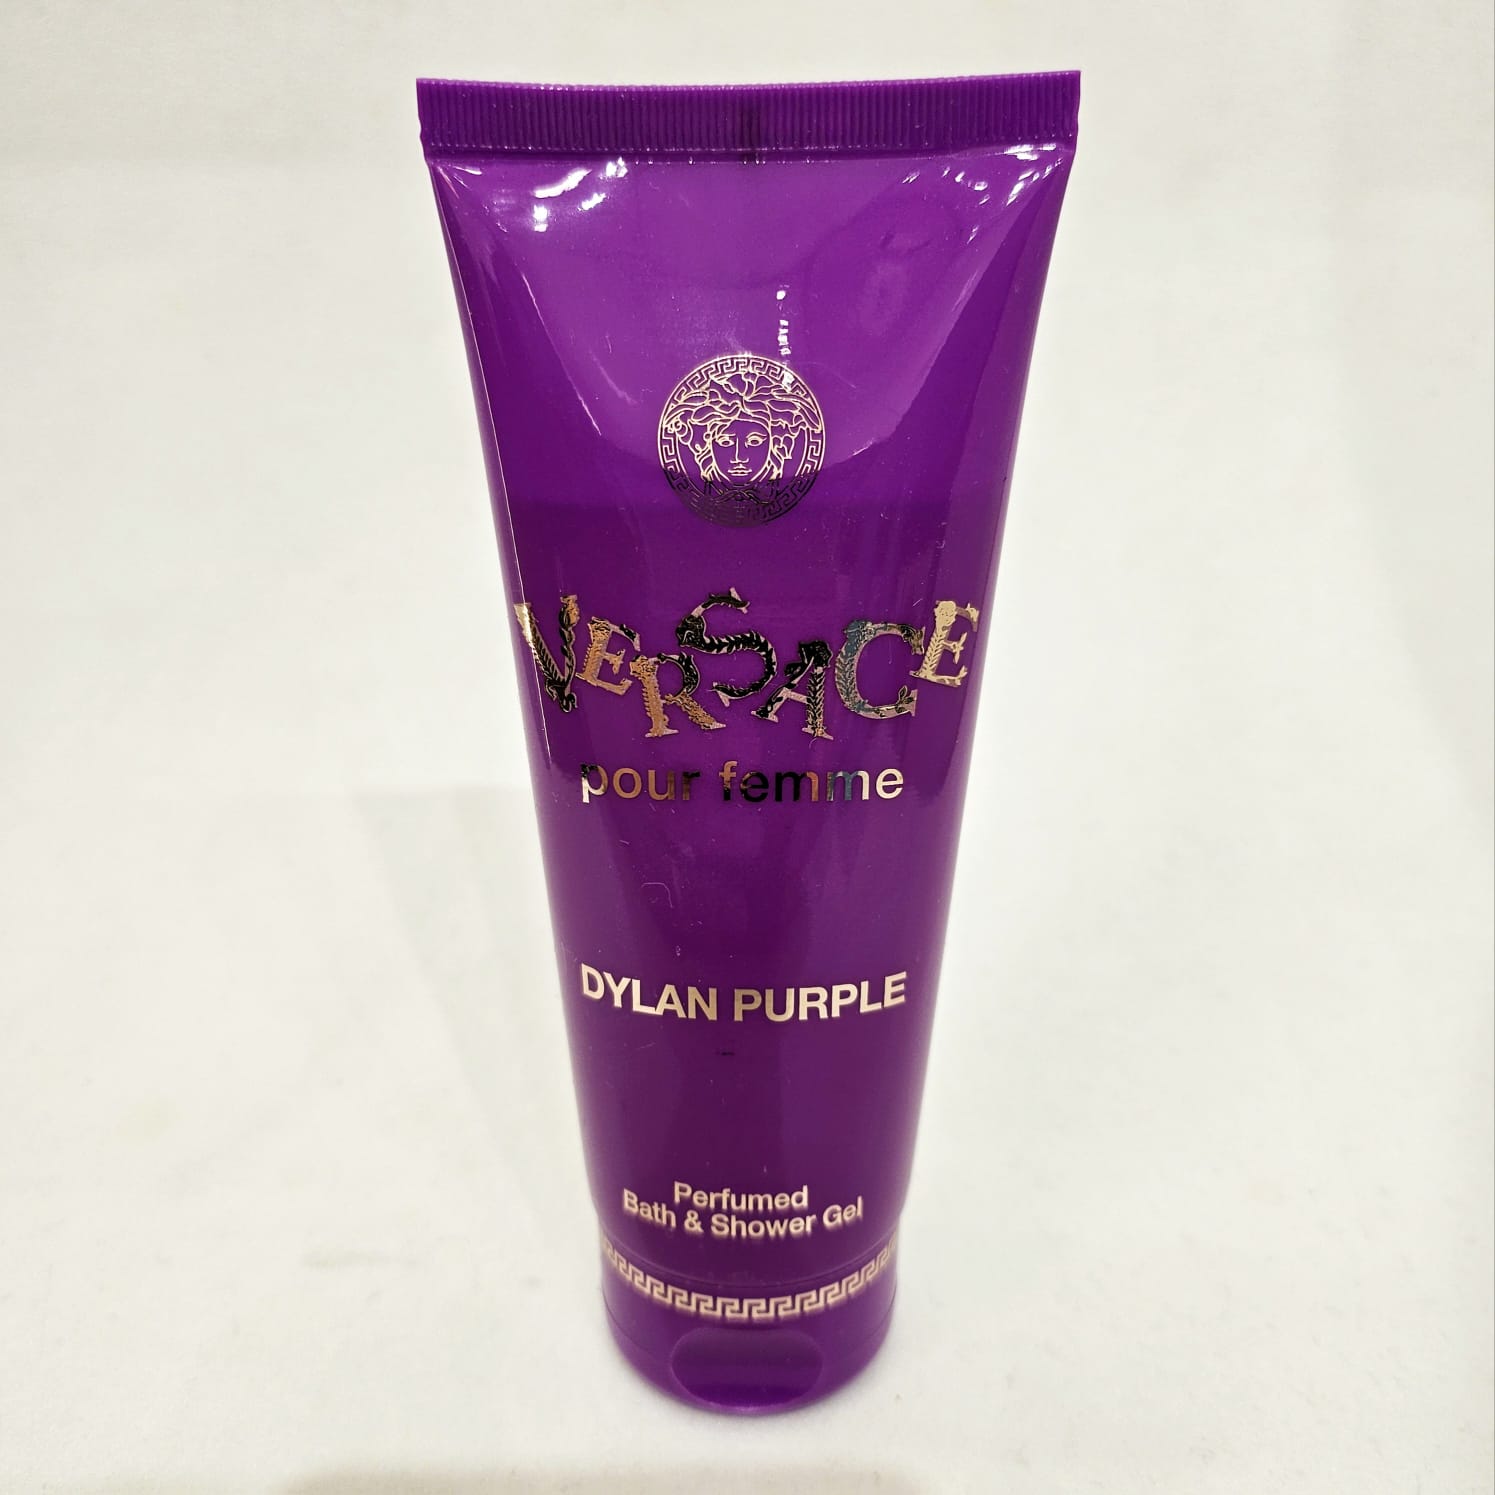 VERSACE
pour femme
DYLAN PURPLE
Perfumed
Bath & Shower Gel